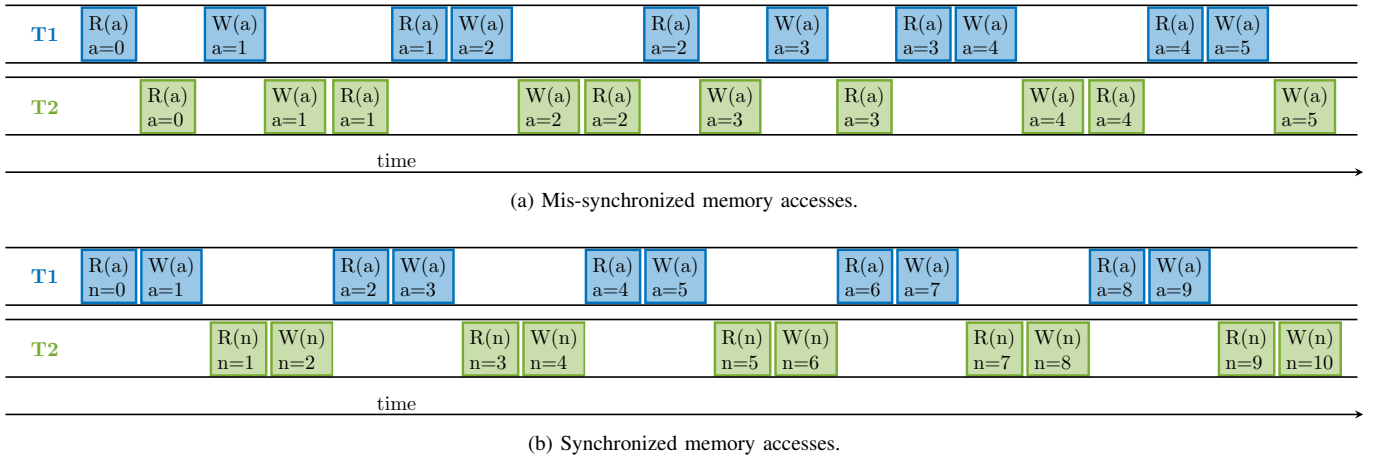 T1 R(a) W(a) R(a) W(a) R(a) W(a) R(a) W(a) R(a) W(a)
a=0 a=1 a=1 a=2 a=2 a=3 a=3 a=4 a=4 a=5
T2 R(a) W(a) R(a) W(a) R(a) W(a) R(a) W(a) R(a) W(a)
a=0 a=1 a=1 a=2 a=2 a=3 a=3 a=4 a=4 a=5
time
(a) Mis-synchronized memory accesses.
T1 R(a) W(a) R(a) W(a) R(a) W(a) R(a) W(a) R(a) W(a)
n=0 a=1 a=2 a=3 a=4 a=5 a=6 a=7 a=8 a=9
T2 R(n) W(n) R(n) W(n) R(n) W(n) R(n) W(n) R(n) W(n)
n=1 n=2 n=3 n=4 n=5 n=6 n=7 n=8 n=9 n=10
time
(b) Synchronized memory accesses.